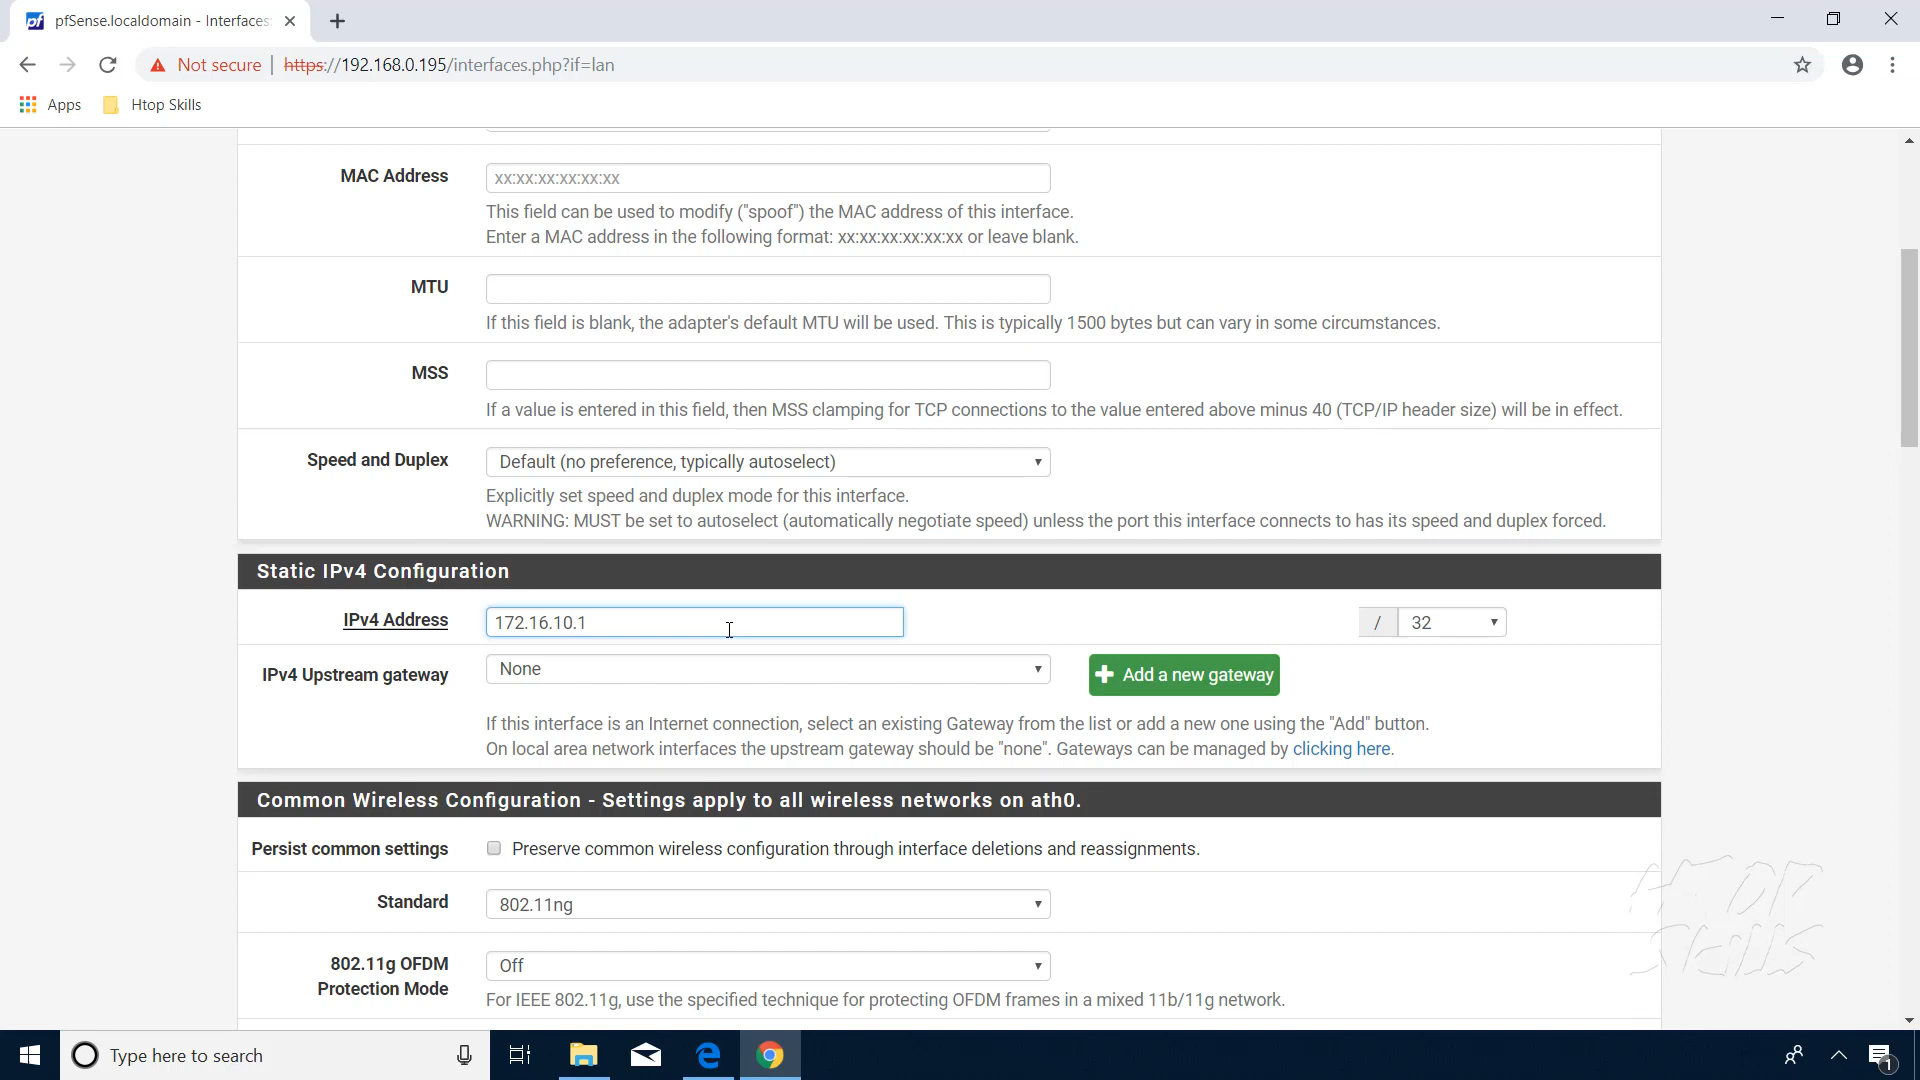 pfSense.localdomain - Interfaces:
Not secure | https://192.168.0.195/interfaces.php?if=lan
Apps Htop Skills
MAC Address xx:xx:xx:xx:xx:xx
This field can be used to modify ("spoof") the MAC address of this interface.
Enter a MAC address in the following format: xx:xx:xx:xx:xx:xx or leave blank.
MTU
If this field is blank, the adapter's default MTU will be used. This is typically 1500 bytes but can vary in some circumstances.
MSS
If a value is entered in this field, then MSS clamping for TCP connections to the value entered above minus 40 (TCP/IP header size) will be in effect.
Speed and Duplex Default (no preference, typically autoselect)
Explicitly set speed and duplex mode for this interface.
WARNING: MUST be set to autoselect (automatically negotiate speed) unless the port this interface connects to has its speed and duplex forced.
Static IPv4 Configuration
IPv4 Address 172.16.10.1 / 32
IPv4 Upstream gateway None Add a new gateway
If this interface is an Internet connection, select an existing Gateway from the list or add a new one using the "Add" button.
On local area network interfaces the upstream gateway should be "none". Gateways can be managed by clicking here.
Common Wireless Configuration - Settings apply to all wireless networks on ath0.
Persist common settings Preserve common wireless configuration through interface deletions and reassignments.
Standard 802.11ng
802.11g OFDM
Protection Mode
Off
For IEEE 802.11g, use the specified technique for protecting OFDM frames in a mixed 11b/11g network.
HTOP
SKILLS
Type here to search
1